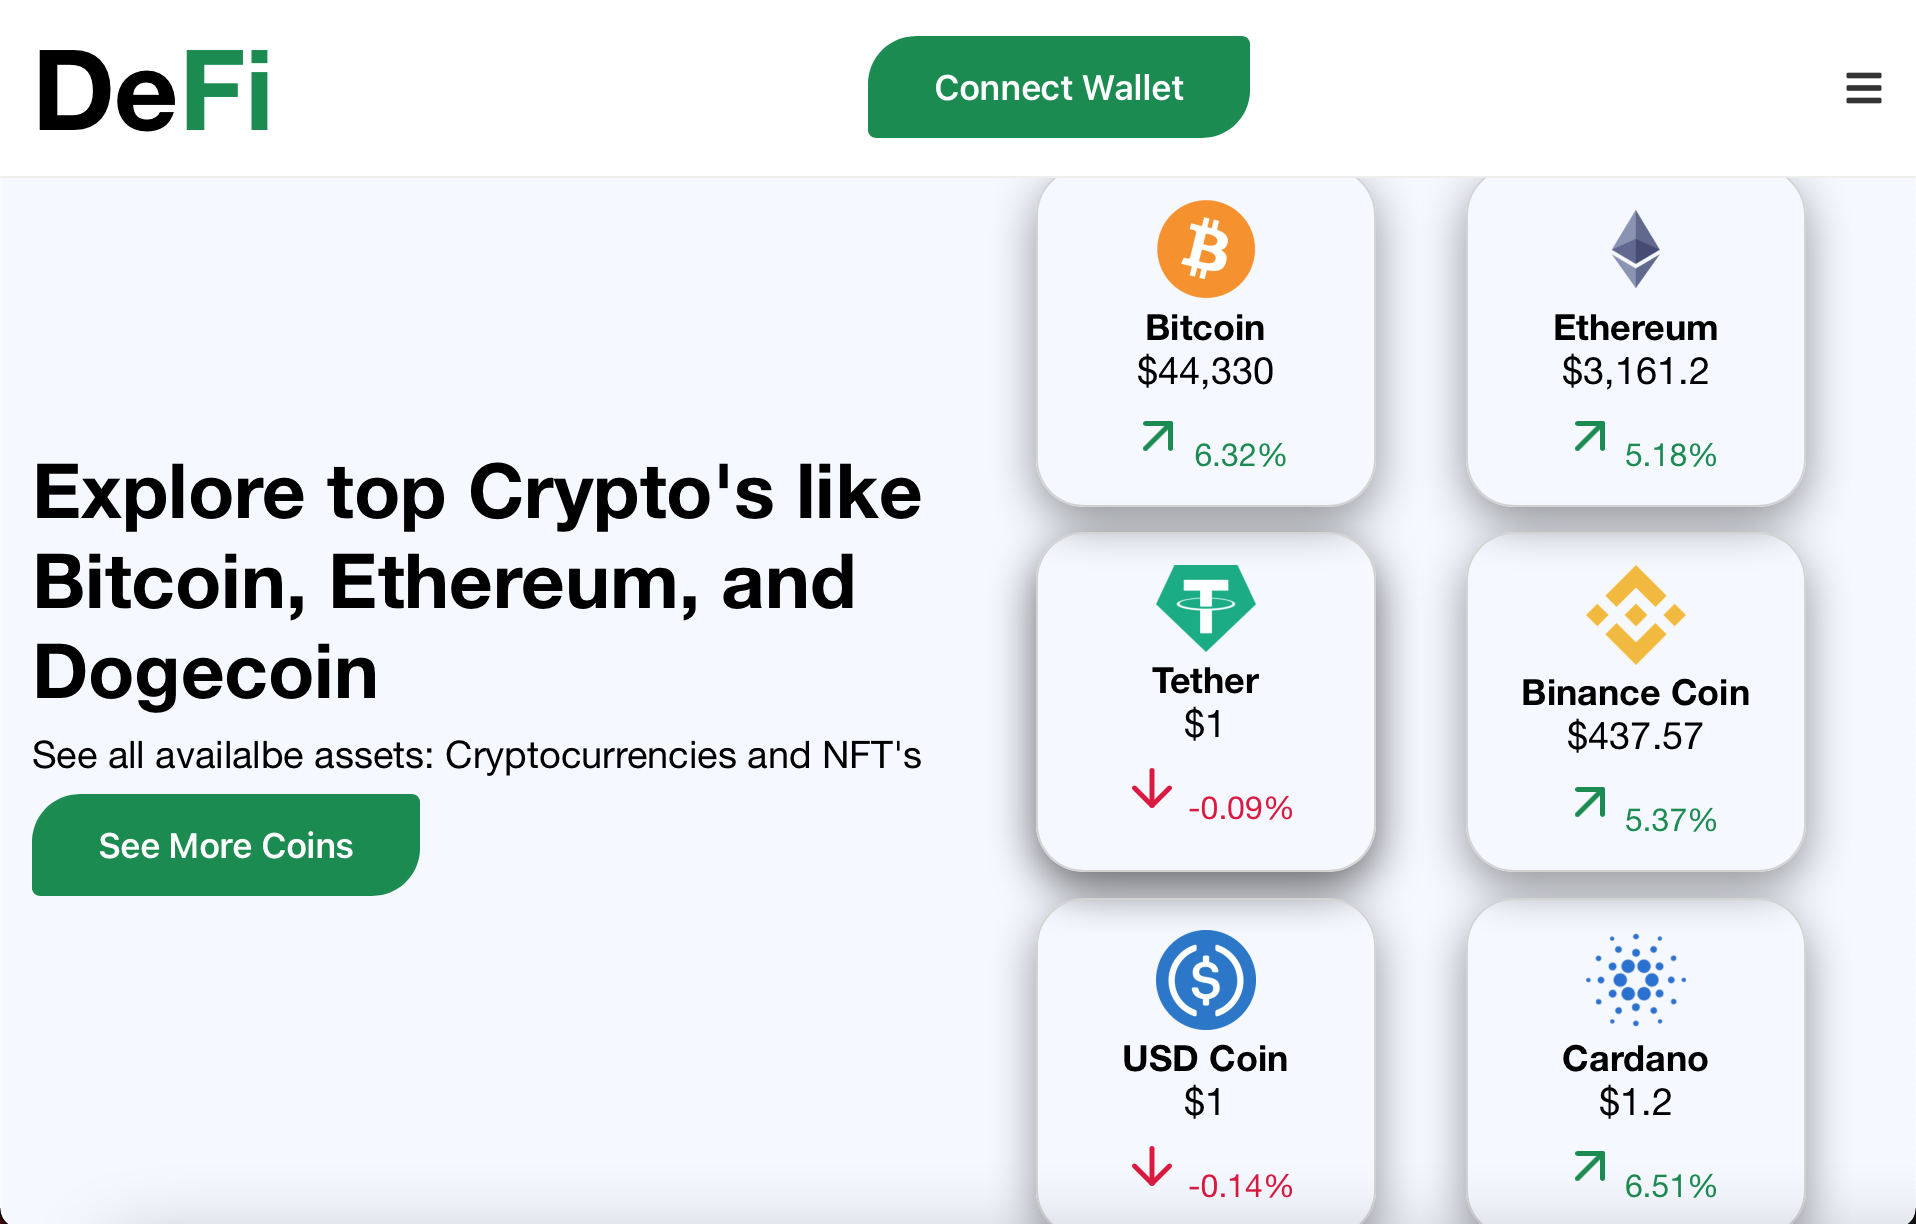 DeFi
Connect Wallet
Explore top Crypto's like
Bitcoin, Ethereum, and
Dogecoin
See all availalbe assets: Cryptocurrencies and NFT's
See More Coins
Bitcoin
$44,330
6.32%
Ethereum
$3,161.2
5.18%
Tether
$1
-0.09%
Binance Coin
$437.57
5.37%
USD Coin
$1
-0.14%
Cardano
$1.2
6.51%